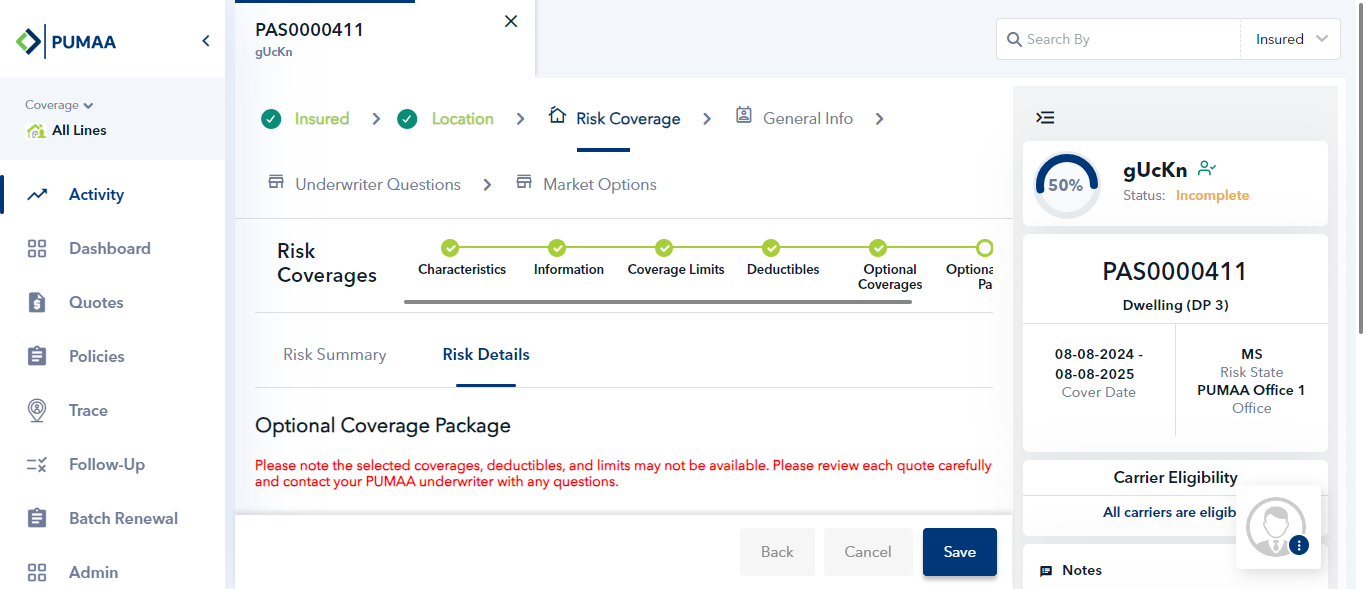 PUMAA
Coverage
All Lines
Activity
Dashboard
Quotes
Policies
Trace
Follow-Up
Batch Renewal
Admin
PAS0000411
gUcKn
Search By
Insured
Insured
Location
Risk Coverage
General Info
Underwriter Questions
Market Options
Risk
Coverages
Characteristics
Information
Coverage Limits
Deductibles
Optional
Coverages
Optiona
Pa
Risk Summary
Risk Details
Optional Coverage Package
Please note the selected coverages, deductibles, and limits may not be available. Please review each quote carefully
and contact your PUMAA underwriter with any questions.
Back
Cancel
Save
50%
gUcKn
Status: Incomplete
PAS0000411
Dwelling (DP 3)
08-08-2024 -
08-08-2025
Cover Date
MS
Risk State
PUMAA Office 1
Office
Carrier Eligibility
All carriers are eligib
Notes